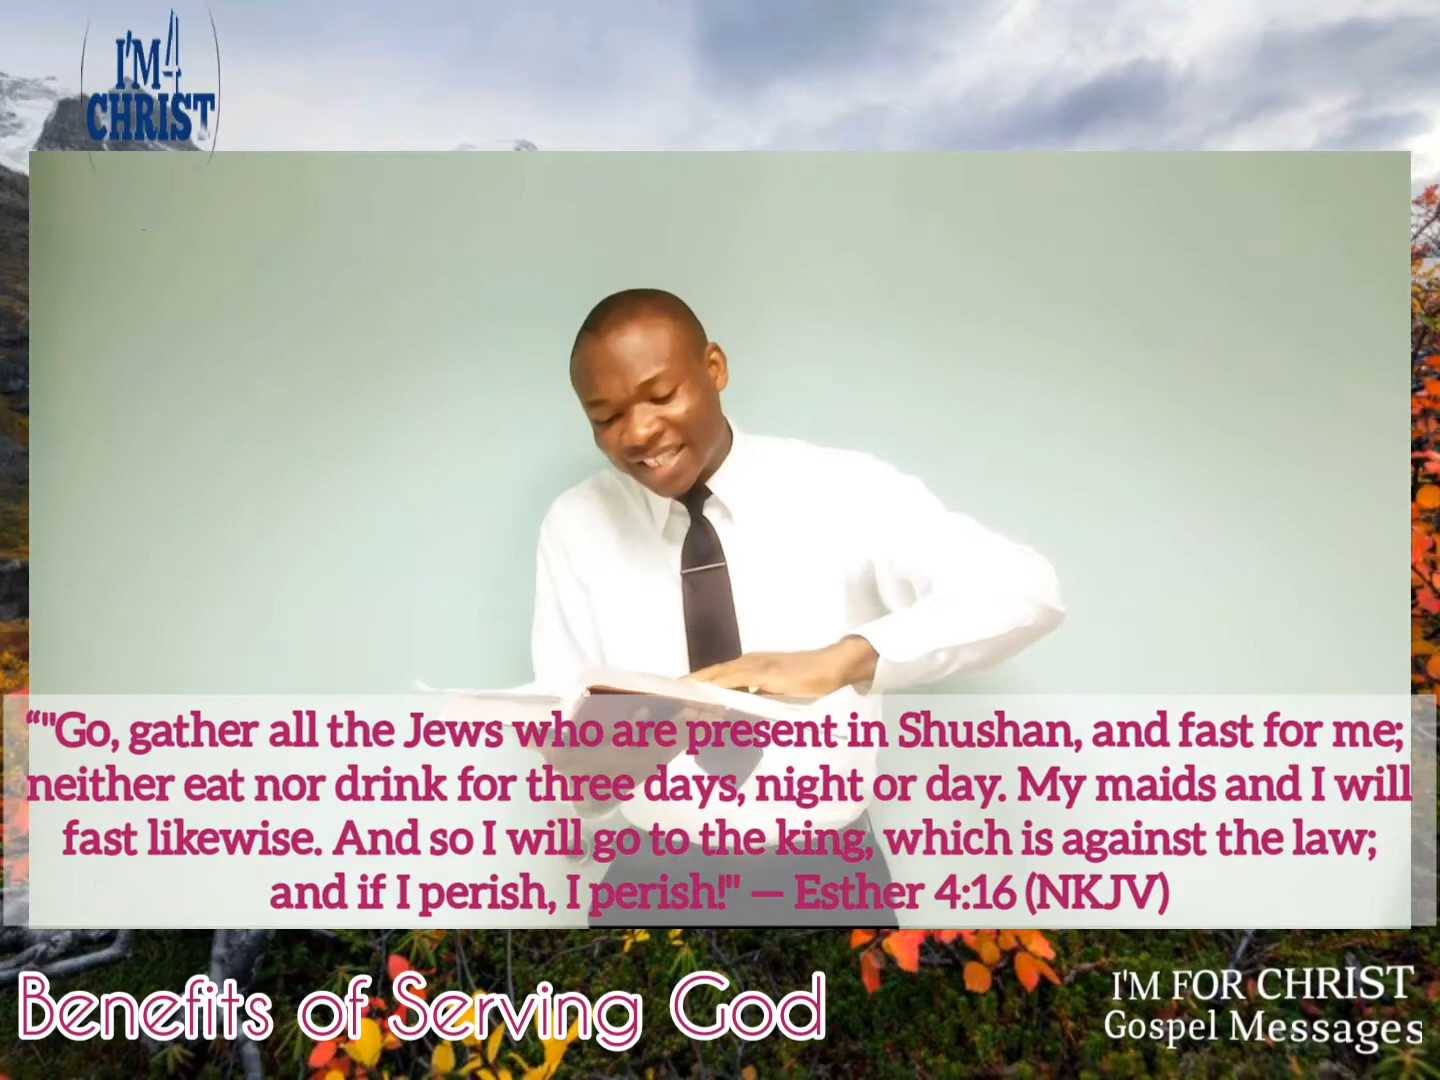 I'M 4
CHRIST
“"Go, gather all the Jews who are present in Shushan, and fast for me;
neither eat nor drink for three days, night or day. My maids and I will
fast likewise. And so I will go to the king, which is against the law;
and if I perish, I perish!" — Esther 4:16 (NKJV)
Benefits of Serving God
I'M FOR CHRIST
Gospel Messages